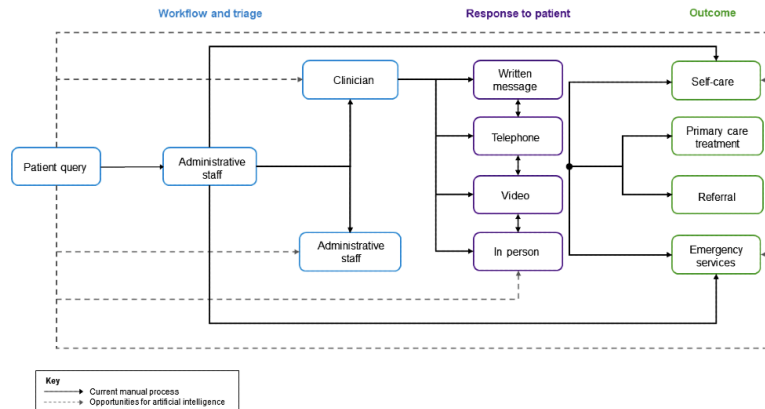 Workflow and triage
Response to patient
Outcome
Clinician
Written
message
Self-care
Telephone
Primary care
treatment
Patient query
Administrative
staff
Video
Referral
Administrative
staff
In person
Emergency
services
Key
Current manual process
Opportunities for artificial intelligence